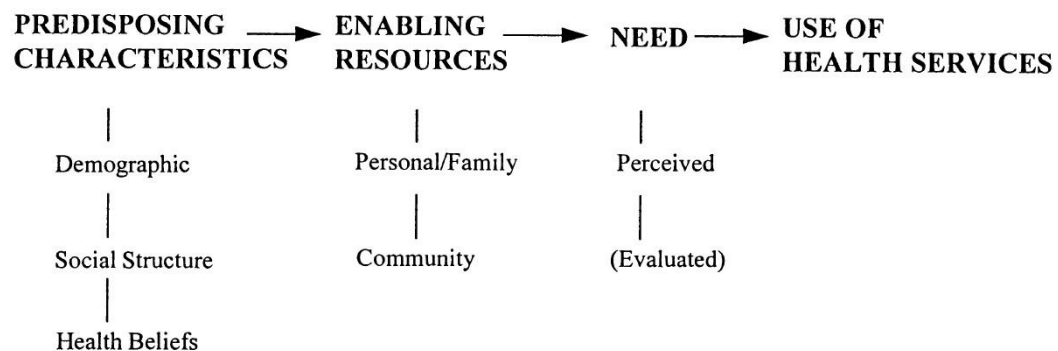 PREDISPOSING CHARACTERISTICS
ENABLING RESOURCES
NEED
USE OF HEALTH SERVICES
Demographic
Social Structure
Health Beliefs
Personal/Family
Community
Perceived
(Evaluated)